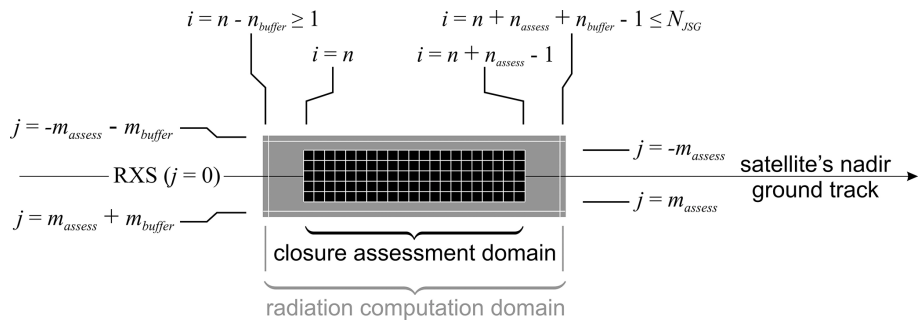 i = n - n_buffer ≥ 1
i = n + n_assess + n_buffer - 1 ≤ N_JSG
i = n
i = n + n_assess - 1
j = -m_assess - m_buffer
j = -m_assess
RXS (j = 0)
satellite's nadir
ground track
j = m_assess + m_buffer
j = m_assess
closure assessment domain
radiation computation domain